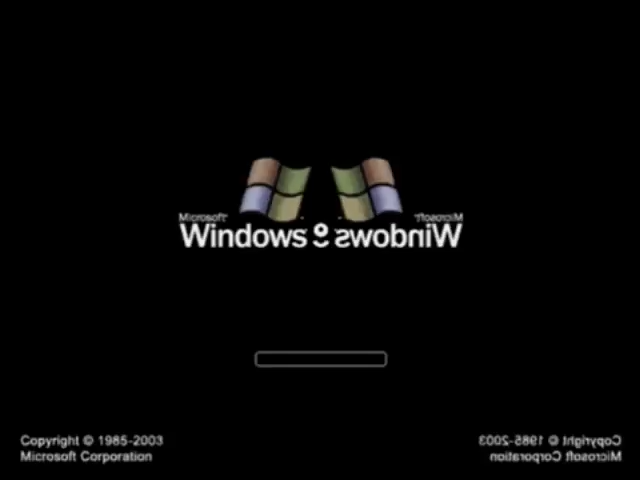 Microsoft Microsoft
Windows Windows
Copyright © 1985-2003 Copyright © 1985-2003
Microsoft Corporation Microsoft Corporation